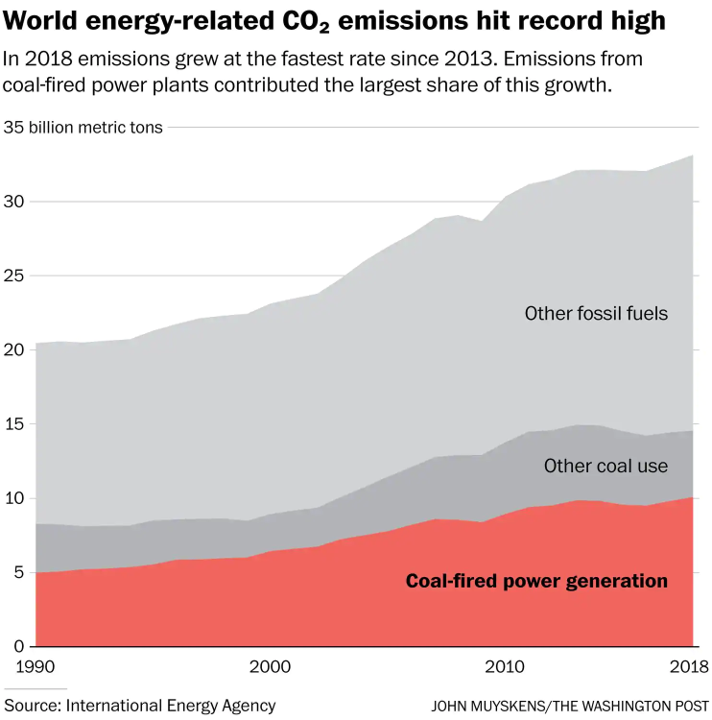 World energy-related CO₂ emissions hit record high
In 2018 emissions grew at the fastest rate since 2013. Emissions from
coal-fired power plants contributed the largest share of this growth.
35 billion metric tons
30
25
20
15
10
5
0
Other fossil fuels
Other coal use
Coal-fired power generation
1990 2000 2010 2018
Source: International Energy Agency
JOHN MUYSKENS/THE WASHINGTON POST